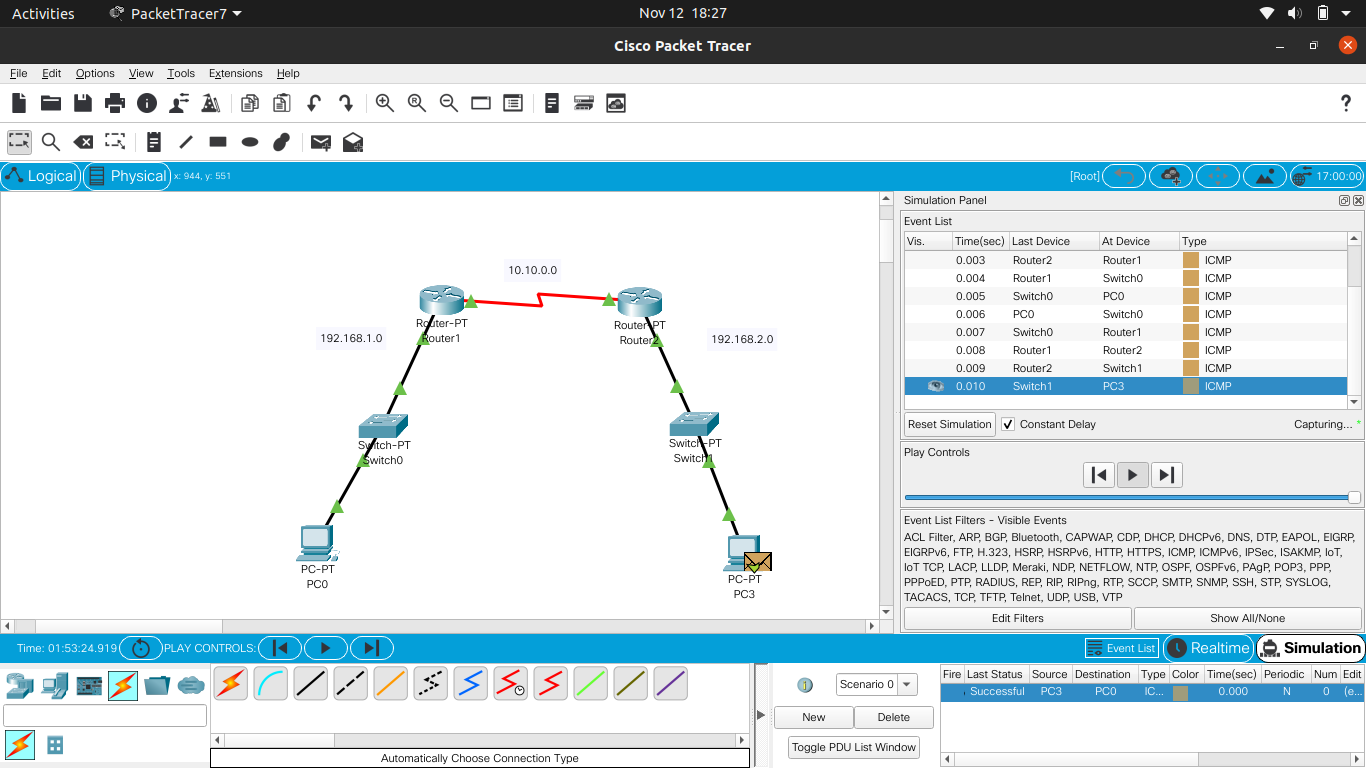 Activities PacketTracer7 Nov 12 18:27
Cisco Packet Tracer
File Edit Options View Tools Extensions Help
?
Logical Physical x: 944, y: 551 [Root] 17:00:00
10.10.0.0
Router-PT
Router1
Router-PT
Router2
192.168.1.0
192.168.2.0
Switch-PT
Switch0
Switch-PT
Switch1
PC-PT
PC0
PC-PT
PC3
Simulation Panel
Event List
Vis. Time(sec) Last Device At Device Type
0.003 Router2 Router1 ICMP
0.004 Router1 Switch0 ICMP
0.005 Switch0 PC0 ICMP
0.006 PC0 Switch0 ICMP
0.007 Switch0 Router1 ICMP
0.008 Router1 Router2 ICMP
0.009 Router2 Switch1 ICMP
0.010 Switch1 PC3 ICMP
Reset Simulation Constant Delay Capturing... *
Play Controls
Event List Filters - Visible Events
ACL Filter, ARP, BGP, Bluetooth, CAPWAP, CDP, DHCP, DHCPv6, DNS, DTP, EAPOL, EIGRP,
EIGRPv6, FTP, H.323, HSRP, HSRPv6, HTTP, HTTPS, ICMP, ICMPv6, IPSec, ISAKMP, IoT,
IoT TCP, LACP, LLDP, Meraki, NDP, NETFLOW, NTP, OSPF, OSPFv6, PAgP, POP3, PPP,
PPPoED, PTP, RADIUS, REP, RIP, RIPng, RTP, SCCP, SMTP, SNMP, SSH, STP, SYSLOG,
TACACS, TCP, TFTP, Telnet, UDP, USB, VTP
Edit Filters Show All/None
Time: 01:53:24.919 PLAY CONTROLS: Event List Realtime Simulation
Automatically Choose Connection Type
Scenario 0
New Delete
Toggle PDU List Window
Fire Last Status Source Destination Type Color Time(sec) Periodic Num Edit
Successful PC3 PC0 IC... 0.000 N 0 (e...